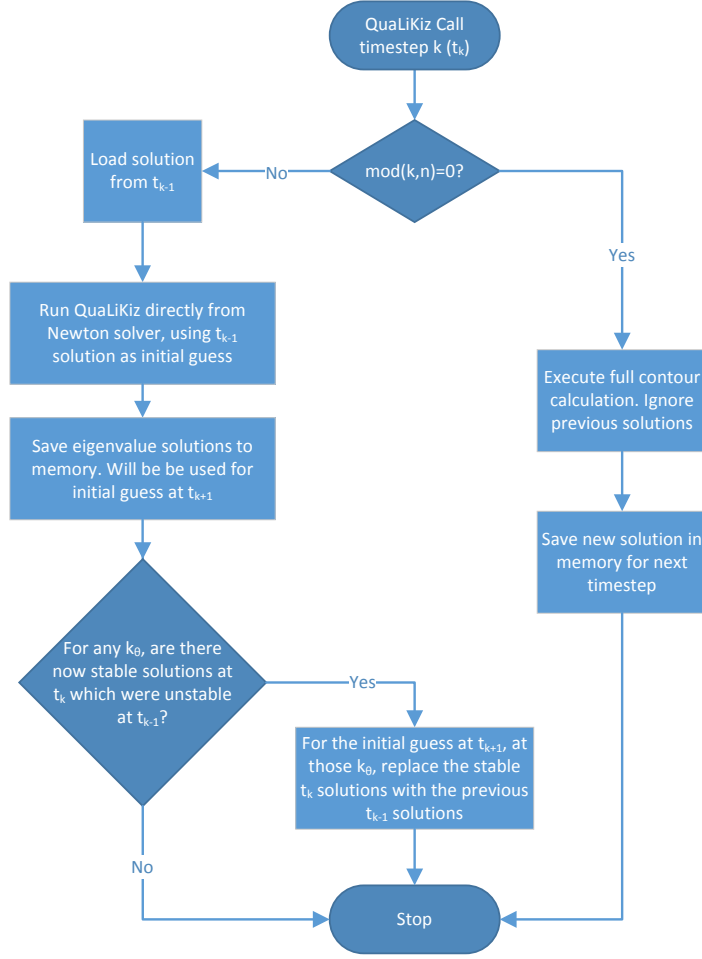 QuaLiKiz Call
timestep k (tₖ)
mod(k,n)=0?
No
Yes
Load solution
from tₖ₋₁
Run QuaLiKiz directly from
Newton solver, using tₖ₋₁
solution as initial guess
Execute full contour
calculation. Ignore
previous solutions
Save eigenvalue solutions to
memory. Will be be used for
initial guess at tₖ₊₁
Save new solution in
memory for next
timestep
For any k_θ, are there
now stable solutions at
tₖ which were unstable
at tₖ₋₁?
Yes
For the initial guess at tₖ₊₁, at
those k_θ, replace the stable
tₖ solutions with the previous
tₖ₋₁ solutions
No
Stop